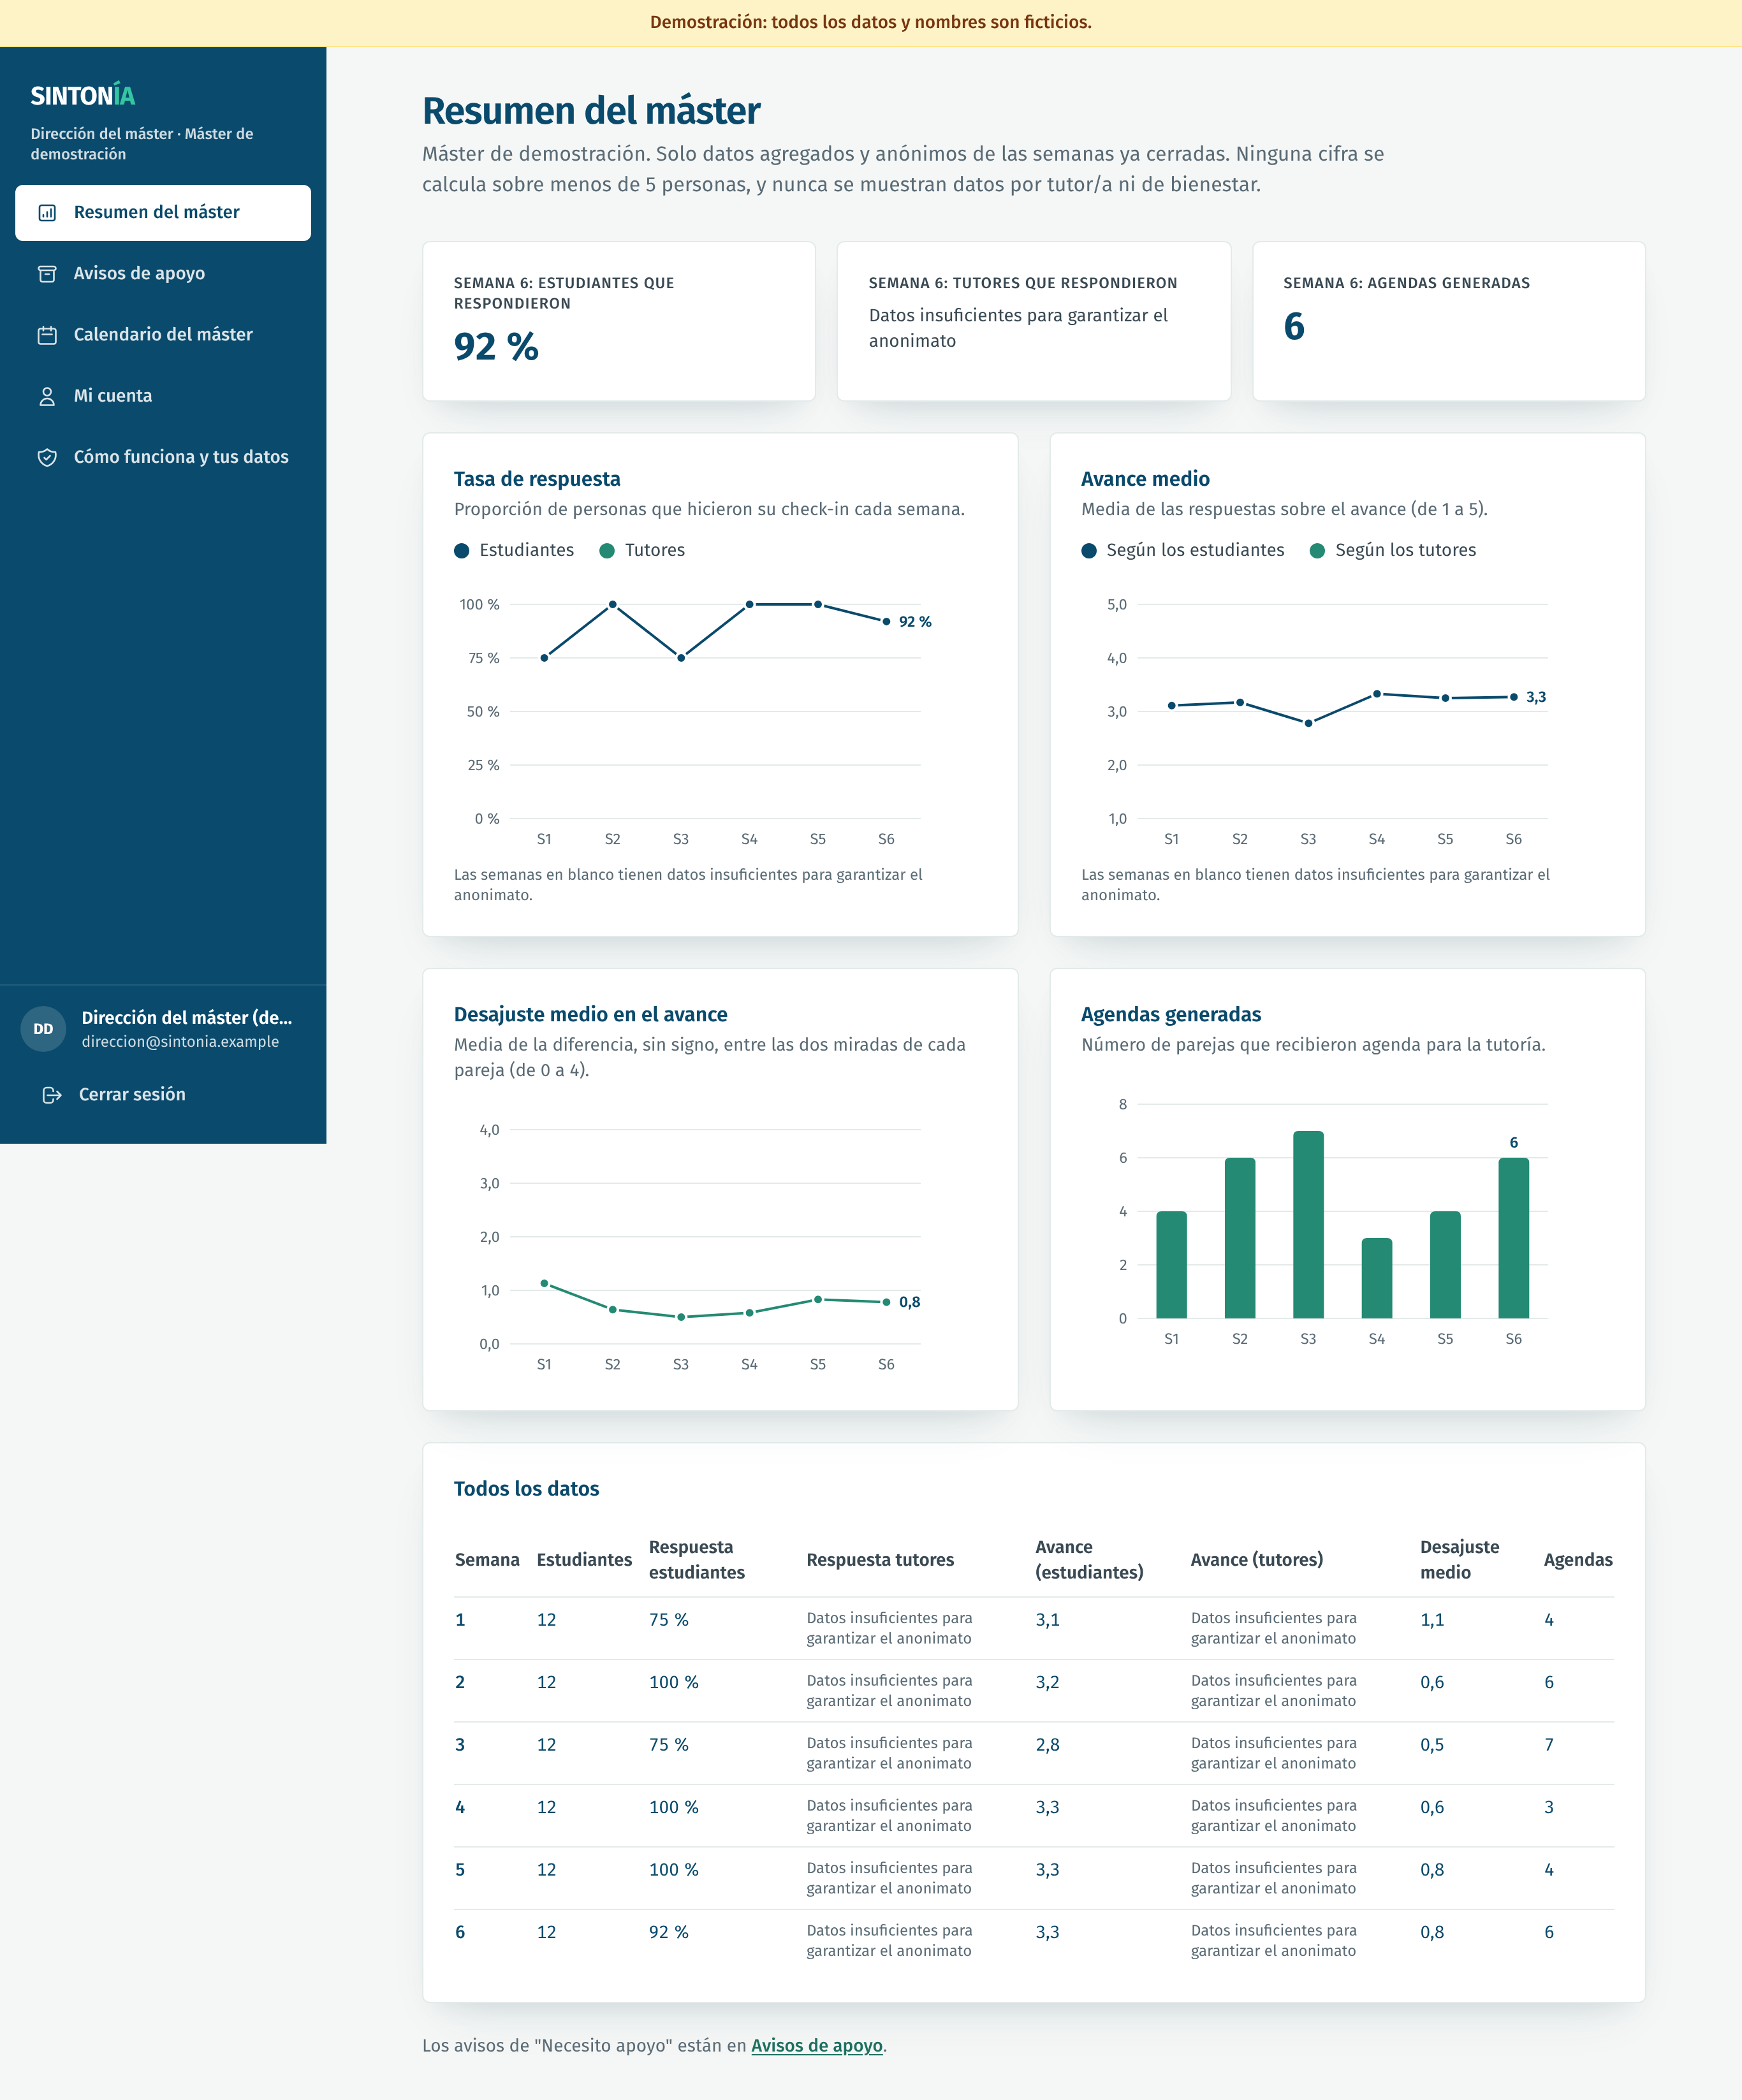 Demostración: todos los datos y nombres son ficticios.
SINTONÍA
Dirección del máster · Máster de
demostración
Resumen del máster
Avisos de apoyo
Calendario del máster
Mi cuenta
Cómo funciona y tus datos
DD
Dirección del máster (de...
direccion@sintonia.example
Cerrar sesión
Resumen del máster
Máster de demostración. Solo datos agregados y anónimos de las semanas ya cerradas. Ninguna cifra se
calcula sobre menos de 5 personas, y nunca se muestran datos por tutor/a ni de bienestar.
SEMANA 6: ESTUDIANTES QUE
RESPONDIERON
92 %
SEMANA 6: TUTORES QUE RESPONDIERON
Datos insuficientes para garantizar el
anonimato
SEMANA 6: AGENDAS GENERADAS
6
Tasa de respuesta
Proporción de personas que hicieron su check-in cada semana.
Estudiantes Tutores
100 %
92 %
75 %
50 %
25 %
0 %
S1 S2 S3 S4 S5 S6
Las semanas en blanco tienen datos insuficientes para garantizar el
anonimato.
Avance medio
Media de las respuestas sobre el avance (de 1 a 5).
Según los estudiantes Según los tutores
5,0
4,0
3,3
3,0
2,0
1,0
S1 S2 S3 S4 S5 S6
Las semanas en blanco tienen datos insuficientes para garantizar el
anonimato.
Desajuste medio en el avance
Media de la diferencia, sin signo, entre las dos miradas de cada
pareja (de 0 a 4).
4,0
3,0
2,0
1,0
0,8
0,0
S1 S2 S3 S4 S5 S6
Agendas generadas
Número de parejas que recibieron agenda para la tutoría.
8
6
6
4
2
0
S1 S2 S3 S4 S5 S6
Todos los datos
Semana Estudiantes Respuesta estudiantes Respuesta tutores Avance (estudiantes) Avance (tutores) Desajuste medio Agendas
1 12 75 % Datos insuficientes para garantizar el anonimato 3,1 Datos insuficientes para garantizar el anonimato 1,1 4
2 12 100 % Datos insuficientes para garantizar el anonimato 3,2 Datos insuficientes para garantizar el anonimato 0,6 6
3 12 75 % Datos insuficientes para garantizar el anonimato 2,8 Datos insuficientes para garantizar el anonimato 0,5 7
4 12 100 % Datos insuficientes para garantizar el anonimato 3,3 Datos insuficientes para garantizar el anonimato 0,6 3
5 12 100 % Datos insuficientes para garantizar el anonimato 3,3 Datos insuficientes para garantizar el anonimato 0,8 4
6 12 92 % Datos insuficientes para garantizar el anonimato 3,3 Datos insuficientes para garantizar el anonimato 0,8 6
Los avisos de "Necesito apoyo" están en Avisos de apoyo.